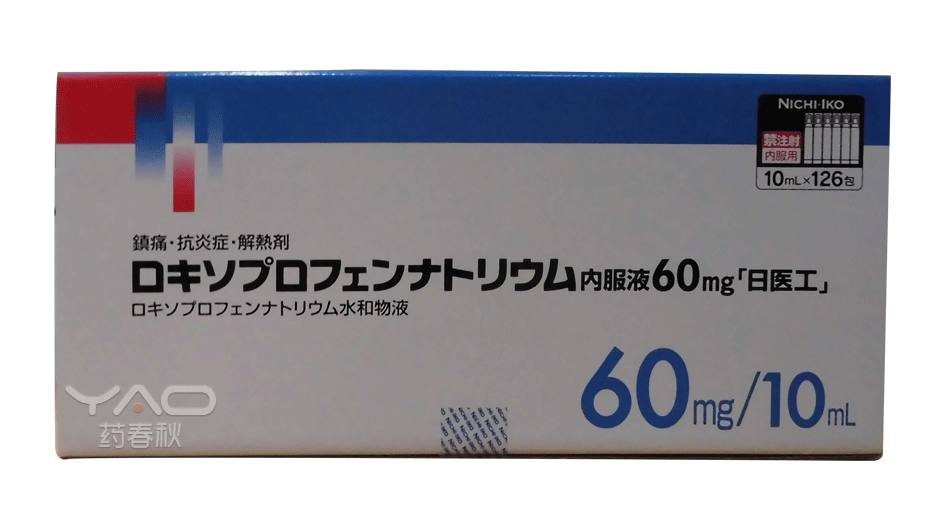 NICHI-IKO
禁注射
内服用
10mL×126包
鎮痛・抗炎症・解熱剤
ロキソプロフェンナトリウム内服液60mg「日医工」
ロキソプロフェンナトリウム水和物液
60mg/10mL
YAO
药春秋